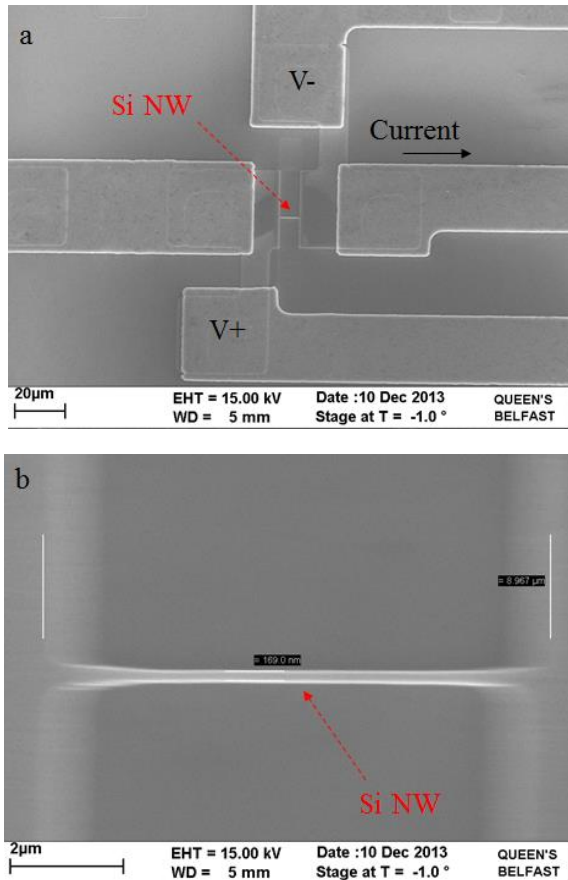 a
V-
Si NW
Current
V+
20µm
EHT = 15.00 kV Date :10 Dec 2013 QUEEN'S
WD = 5 mm Stage at T = -1.0 ° BELFAST
b
= 8.967 µm
= 169.0 nm
Si NW
2µm
EHT = 15.00 kV Date :10 Dec 2013 QUEEN'S
WD = 5 mm Stage at T = -1.0 ° BELFAST